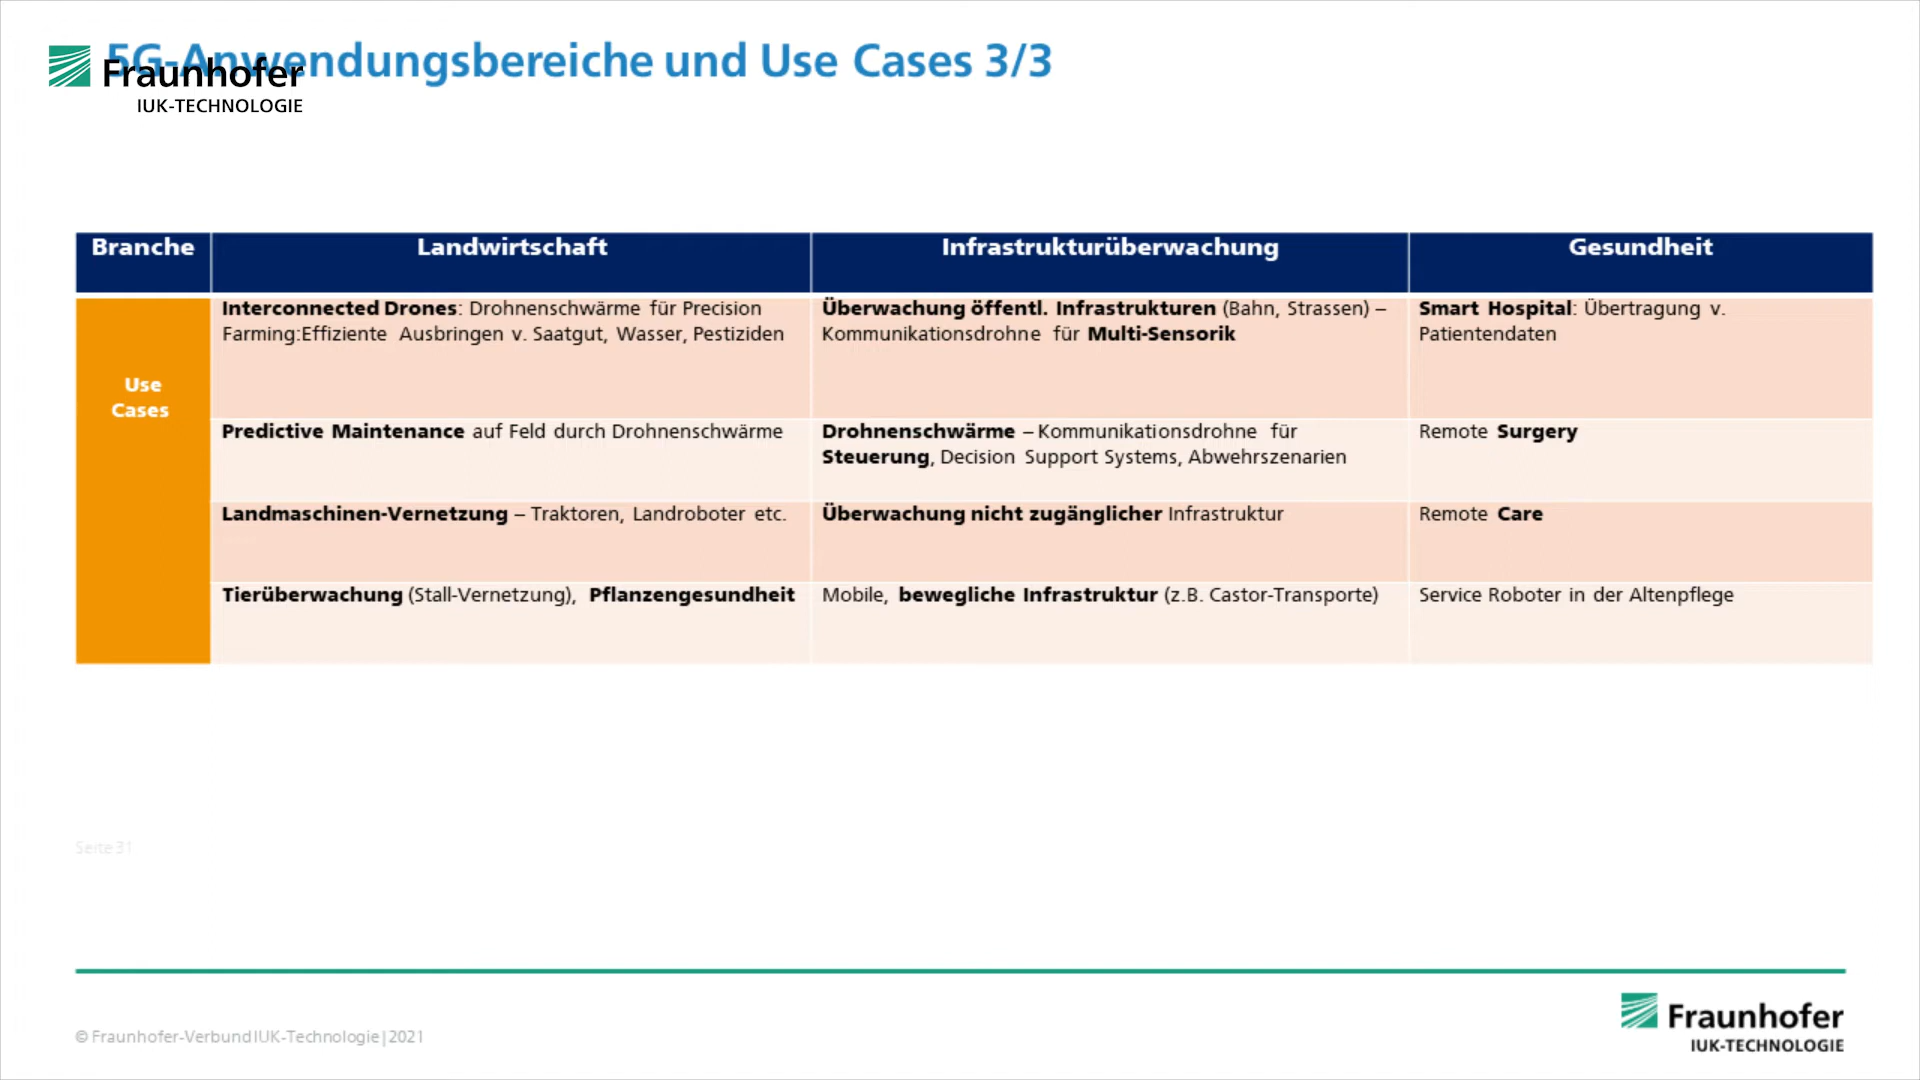 5G-Anwendungsbereiche und Use Cases 3/3
Fraunhofer
IUK-TECHNOLOGIE
Branche
Landwirtschaft
Infrastrukturüberwachung
Gesundheit
Use
Cases
Interconnected Drones: Drohnenschwärme für Precision
Farming:Effiziente Ausbringen v. Saatgut, Wasser, Pestiziden
Überwachung öffentl. Infrastrukturen (Bahn, Strassen) –
Kommunikationsdrohne für Multi-Sensorik
Smart Hospital: Übertragung v.
Patientendaten
Predictive Maintenance auf Feld durch Drohnenschwärme
Drohnenschwärme – Kommunikationsdrohne für
Steuerung, Decision Support Systems, Abwehrszenarien
Remote Surgery
Landmaschinen-Vernetzung – Traktoren, Landroboter etc.
Überwachung nicht zugänglicher Infrastruktur
Remote Care
Tierüberwachung (Stall-Vernetzung), Pflanzengesundheit
Mobile, bewegliche Infrastruktur (z.B. Castor-Transporte)
Service Roboter in der Altenpflege
Seite 31
© Fraunhofer-Verbund IUK-Technologie | 2021
Fraunhofer
IUK-TECHNOLOGIE